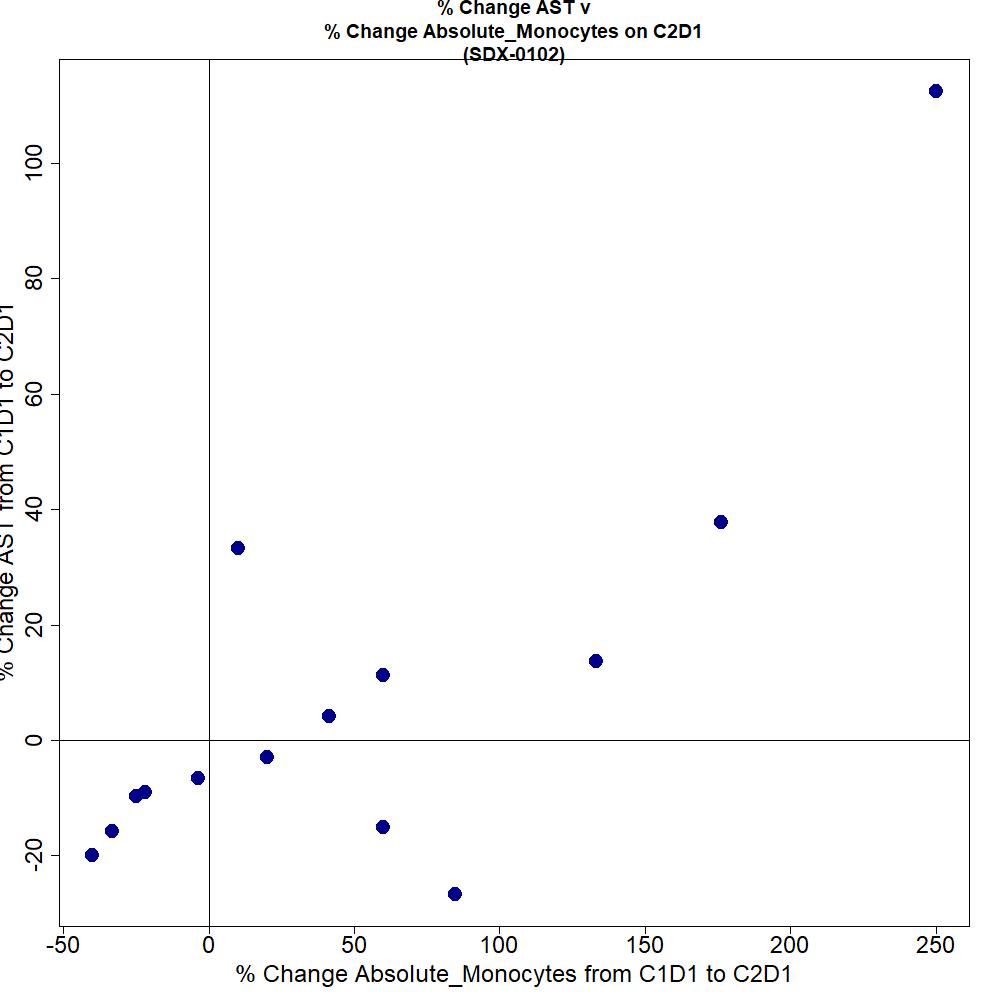 % Change AST v
% Change Absolute_Monocytes on C2D1
(SDX-0102)
% Change AST from C1D1 to C2D1
100
80
60
40
20
0
-20
-50 0 50 100 150 200 250
% Change Absolute_Monocytes from C1D1 to C2D1